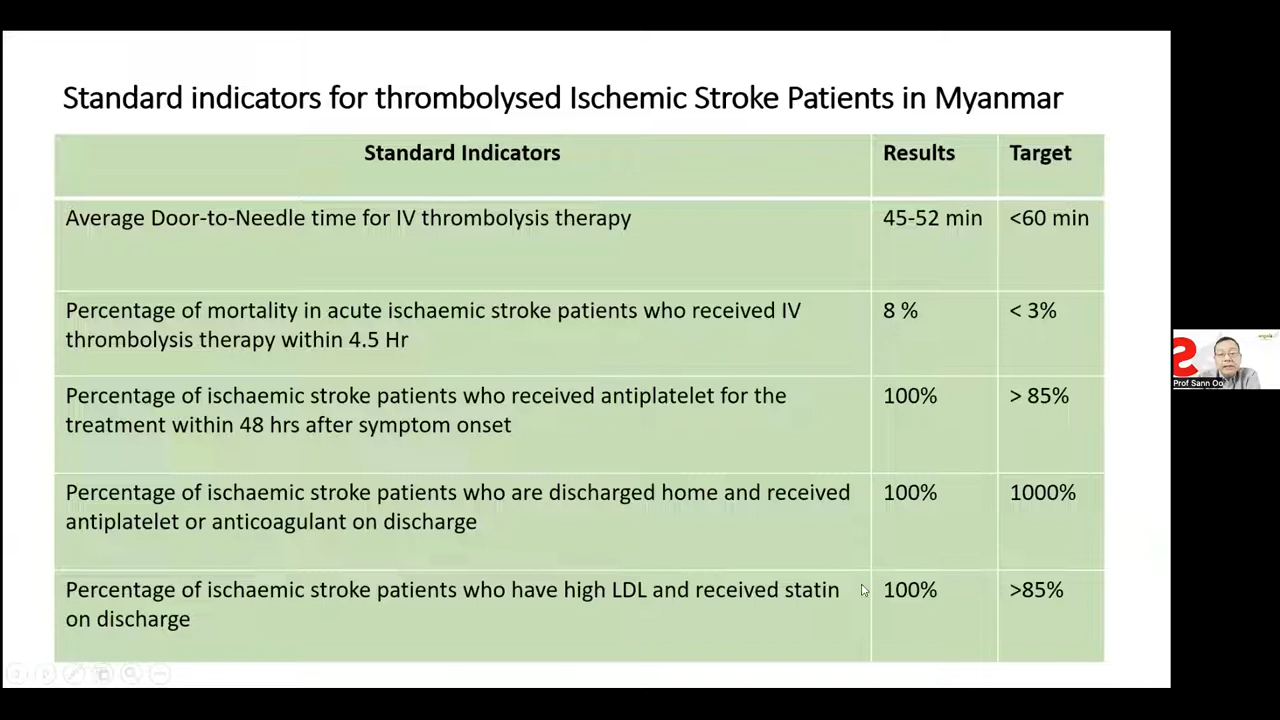 Standard indicators for thrombolysed Ischemic Stroke Patients in Myanmar
Standard Indicators Results Target
Average Door-to-Needle time for IV thrombolysis therapy 45-52 min <60 min
Percentage of mortality in acute ischaemic stroke patients who received IV 8 % < 3%
thrombolysis therapy within 4.5 Hr
Percentage of ischaemic stroke patients who received antiplatelet for the 100% > 85%
treatment within 48 hrs after symptom onset
Percentage of ischaemic stroke patients who are discharged home and received 100% 1000%
antiplatelet or anticoagulant on discharge
Percentage of ischaemic stroke patients who have high LDL and received statin 100% >85%
on discharge
S
Prof Sann Oo